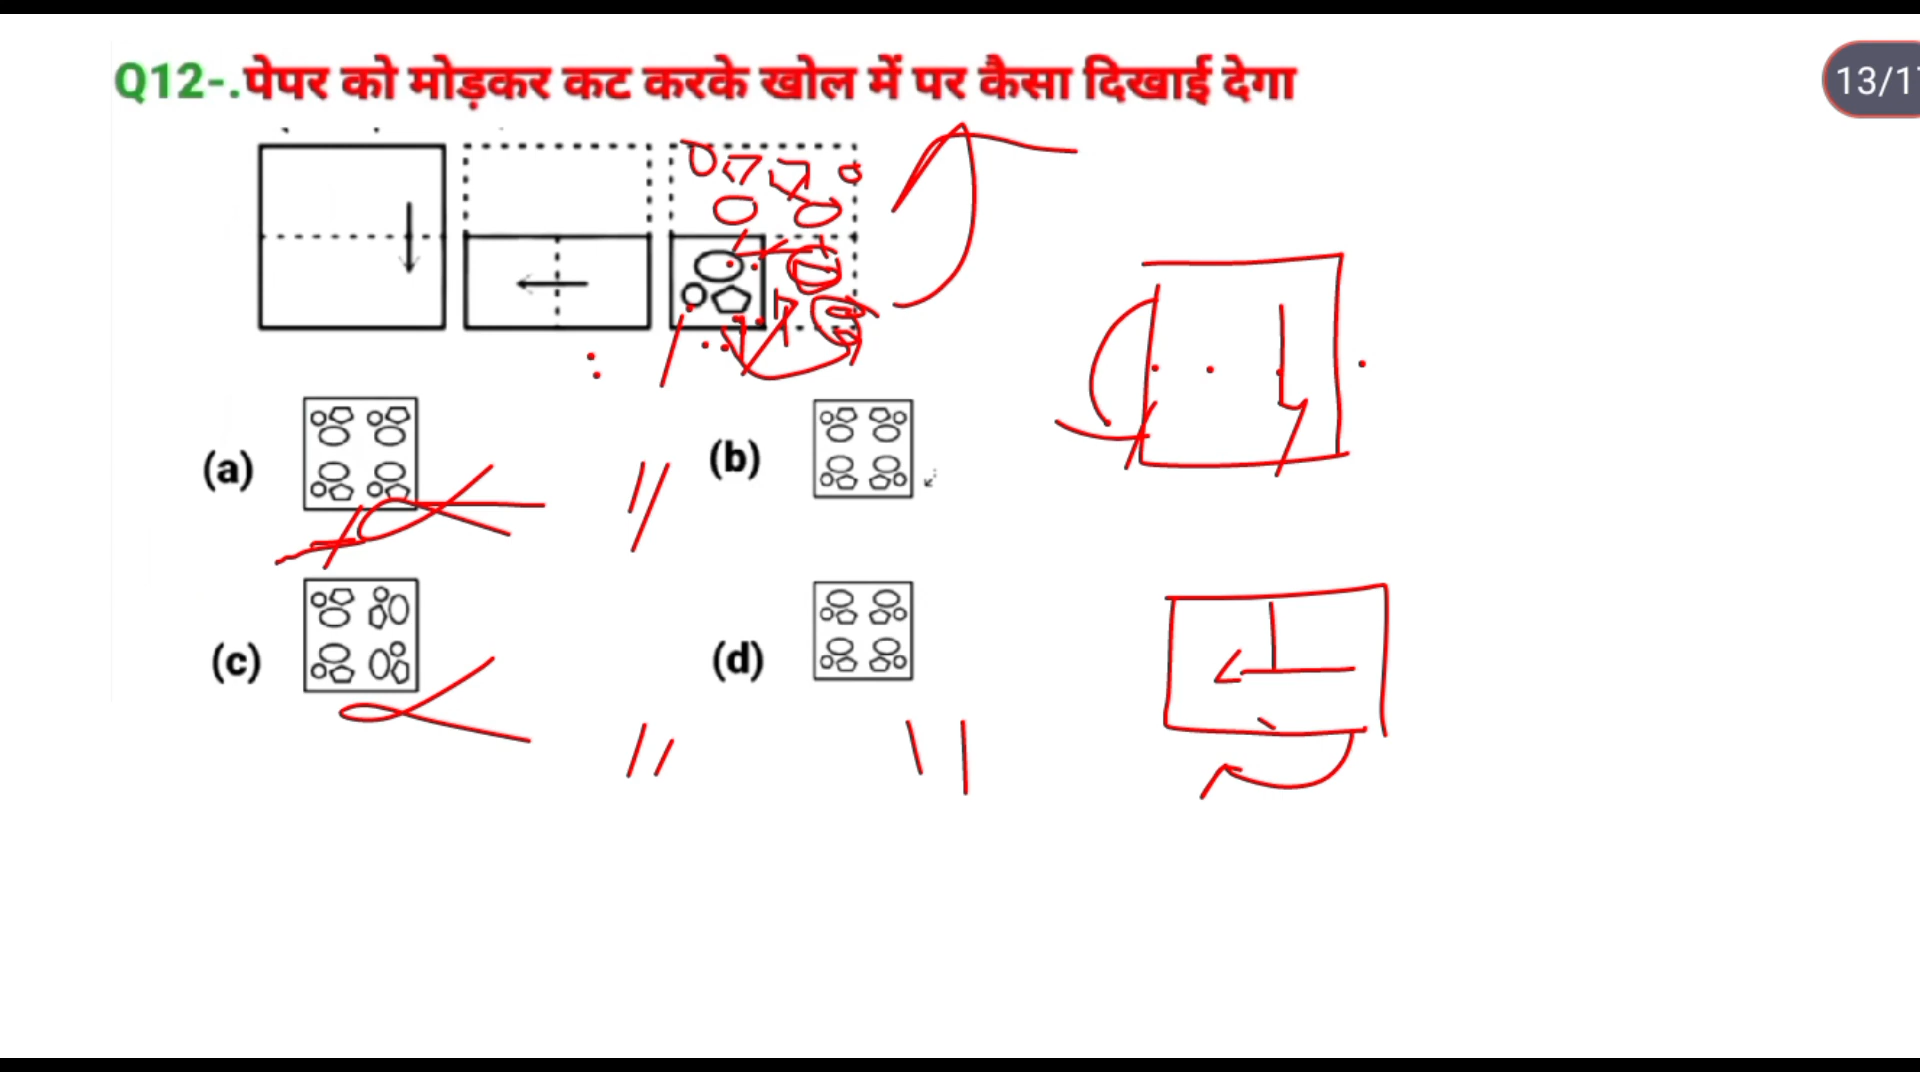 Q12-.पेपर को मोड़कर कट करके खोल में पर कैसा दिखाई देगा
13/1
(a)
(b)
(c)
(d)